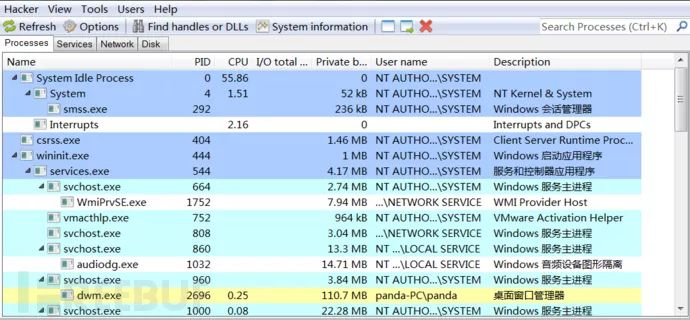 Hacker View Tools Users Help
Refresh Options Find handles or DLLs System information Search Processes (Ctrl+K)
Processes Services Network Disk
Name PID CPU I/O total ... Private b... User name Description
System Idle Process 0 55.86 0 NT AUTHO...\SYSTEM
System 4 1.51 52 kB NT AUTHO...\SYSTEM NT Kernel & System
smss.exe 292 236 kB NT AUTHO...\SYSTEM Windows 会话管理器
Interrupts 2.16 0 Interrupts and DPCs
csrss.exe 404 1.46 MB NT AUTHO...\SYSTEM Client Server Runtime Proc...
wininit.exe 444 1 MB NT AUTHO...\SYSTEM Windows 启动应用程序
services.exe 544 4.17 MB NT AUTHO...\SYSTEM 服务和控制器应用程序
svchost.exe 664 2.74 MB NT AUTHO...\SYSTEM Windows 服务主进程
WmiPrvSE.exe 1752 7.94 MB ...\NETWORK SERVICE WMI Provider Host
vmacthlp.exe 752 964 kB NT AUTHO...\SYSTEM VMware Activation Helper
svchost.exe 808 3.04 MB ...\NETWORK SERVICE Windows 服务主进程
svchost.exe 860 13.3 MB NT ...\LOCAL SERVICE Windows 服务主进程
audiodg.exe 1032 14.71 MB NT ...\LOCAL SERVICE Windows 音频设备图形隔离
svchost.exe 960 3.84 MB NT AUTHO...\SYSTEM Windows 服务主进程
dwm.exe 2696 0.25 110.7 MB panda-PC\panda 桌面窗口管理器
svchost.exe 1000 0.08 22.28 MB NT AUTHO...\SYSTEM Windows 服务主进程